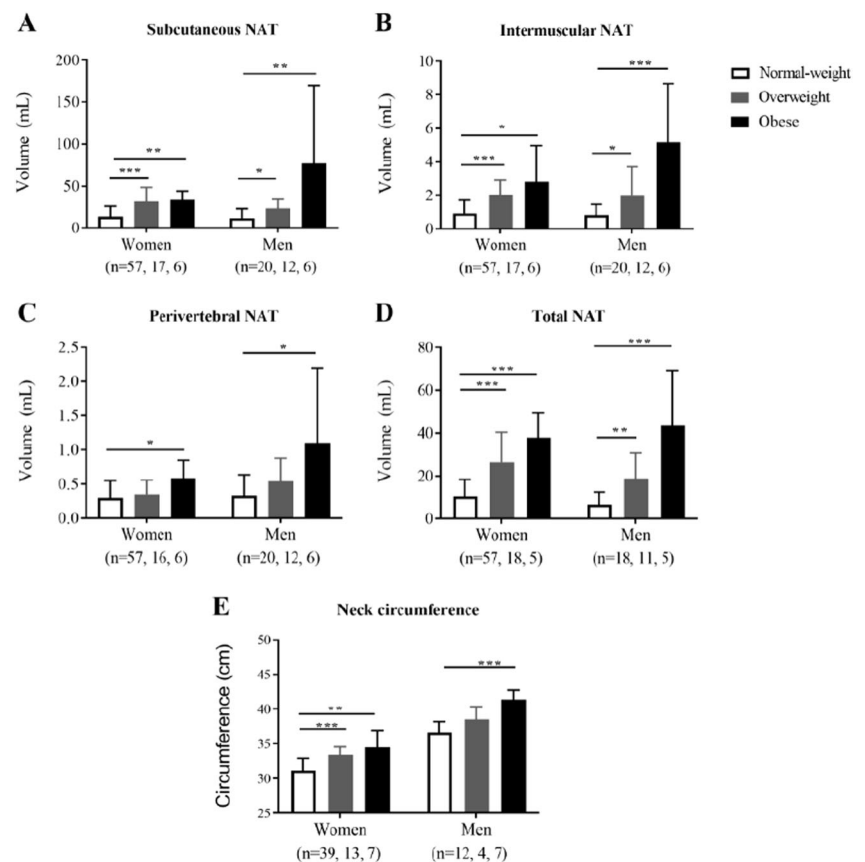 A
Subcutaneous NAT
Volume (mL)
200
150
100
50
0
***
**
*
**
Women
Men
(n=57, 17, 6)
(n=20, 12, 6)
B
Intermuscular NAT
Volume (mL)
10
8
6
4
2
0
***
*
*
***
Women
Men
(n=57, 17, 6)
(n=20, 12, 6)
Normal-weight
Overweight
Obese
C
Perivertebral NAT
Volume (mL)
2.5
2.0
1.5
1.0
0.5
0.0
*
*
Women
Men
(n=57, 16, 6)
(n=20, 12, 6)
D
Total NAT
Volume (mL)
80
60
40
20
0
***
***
**
***
Women
Men
(n=57, 18, 5)
(n=18, 11, 5)
E
Neck circumference
Circumference (cm)
50
45
40
35
30
25
**
***
***
Women
Men
(n=39, 13, 7)
(n=12, 4, 7)